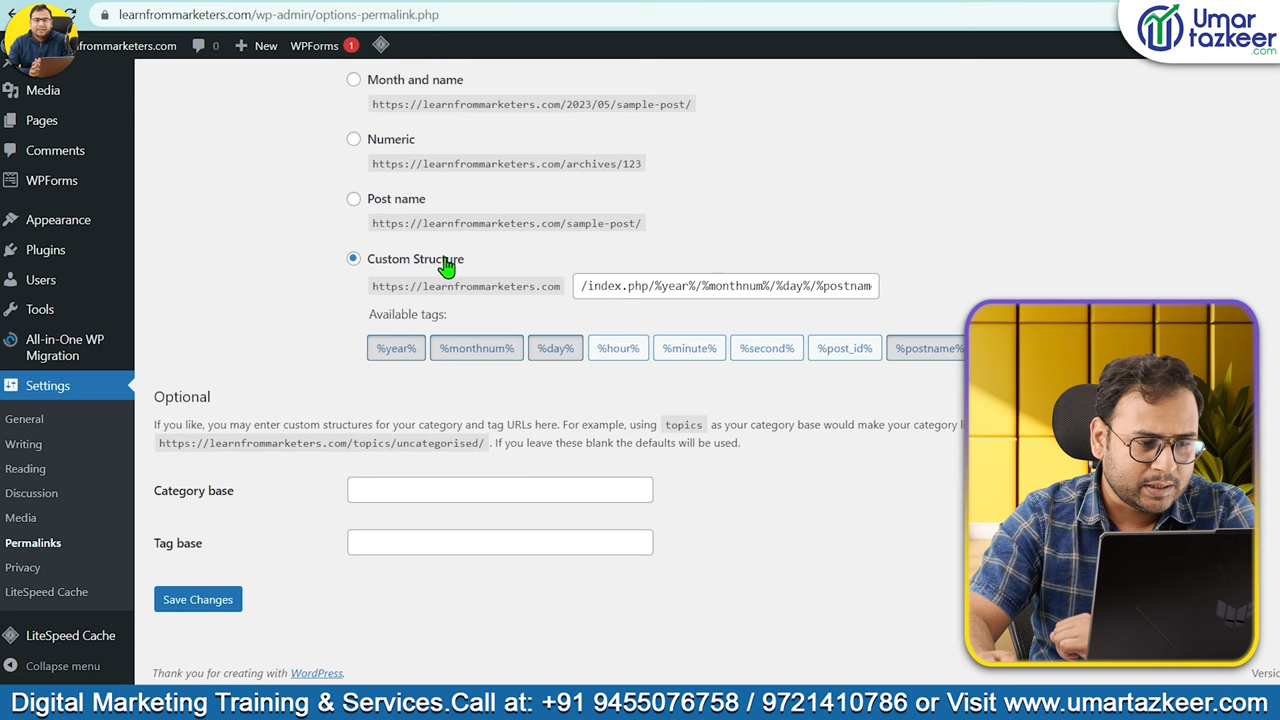 learnfrommarketers.com/wp-admin/options-permalink.php
Umar
tazkeer
.com
frommarketers.com 0 New WPForms 1
Media
Pages
Comments
WPForms
Appearance
Plugins
Users
Tools
All-in-One WP
Migration
Settings
General
Writing
Reading
Discussion
Media
Permalinks
Privacy
LiteSpeed Cache
LiteSpeed Cache
Collapse menu
Month and name
https://learnfrommarketers.com/2023/05/sample-post/
Numeric
https://learnfrommarketers.com/archives/123
Post name
https://learnfrommarketers.com/sample-post/
Custom Structure
https://learnfrommarketers.com /index.php/%year%/%monthnum%/%day%/%postnam
Available tags:
%year% %monthnum% %day% %hour% %minute% %second% %post_id% %postname%
Optional
If you like, you may enter custom structures for your category and tag URLs here. For example, using topics as your category base would make your category
https://learnfrommarketers.com/topics/uncategorised/ . If you leave these blank the defaults will be used.
Category base
Tag base
Save Changes
Thank you for creating with WordPress.
Digital Marketing Training & Services.Call at: +91 9455076758 / 9721410786 or Visit www.umartazkeer.com